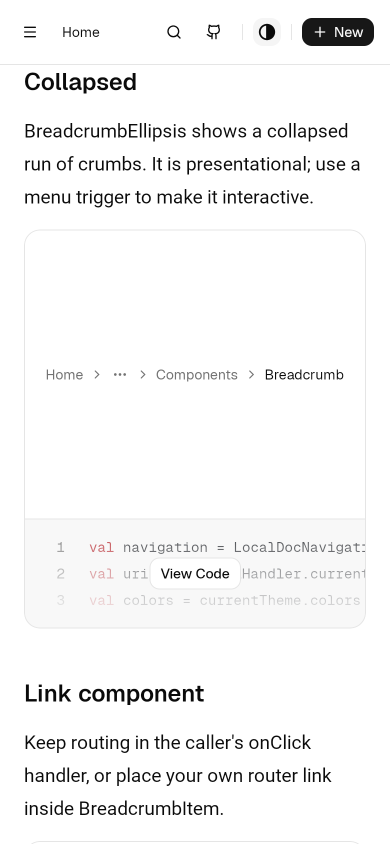 Home
New
Collapsed
BreadcrumbEllipsis shows a collapsed
run of crumbs. It is presentational; use a
menu trigger to make it interactive.
Home ··· Components Breadcrumb
1 val navigation = LocalDocNavigati
2 val uri Handler.current
View Code
3 val colors = currentTheme.colors
Link component
Keep routing in the caller's onClick
handler, or place your own router link
inside BreadcrumbItem.